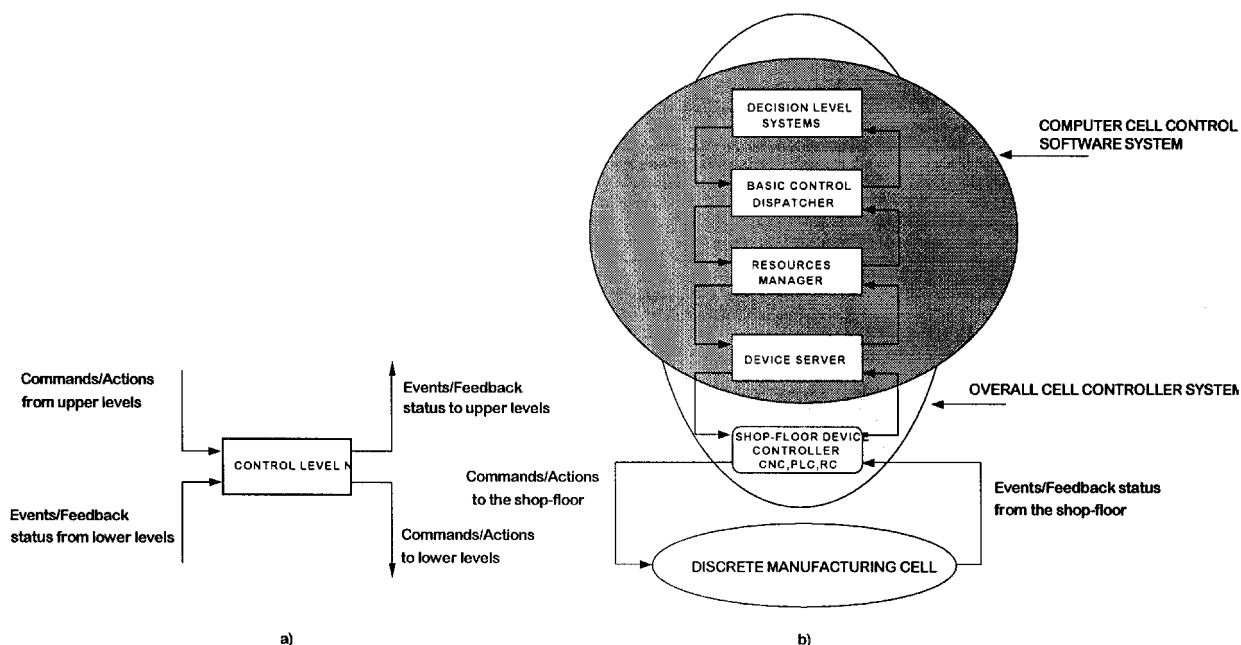 Commands/Actions
from upper levels
Events/Feedback
status to upper levels
CONTROL LEVEL N
Events/Feedback
status from lower levels
Commands/Actions
to lower levels
a)
DECISION LEVEL
SYSTEMS
BASIC CONTROL
DISPATCHER
RESOURCES
MANAGER
DEVICE SERVER
SHOP-FLOOR DEVICE
CONTROLLER
CNC,PLC,RC
COMPUTER CELL CONTROL
SOFTWARE SYSTEM
OVERALL CELL CONTROLLER SYSTEM
Commands/Actions
to the shop-floor
Events/Feedback status
from the shop-floor
DISCRETE MANUFACTURING CELL
b)